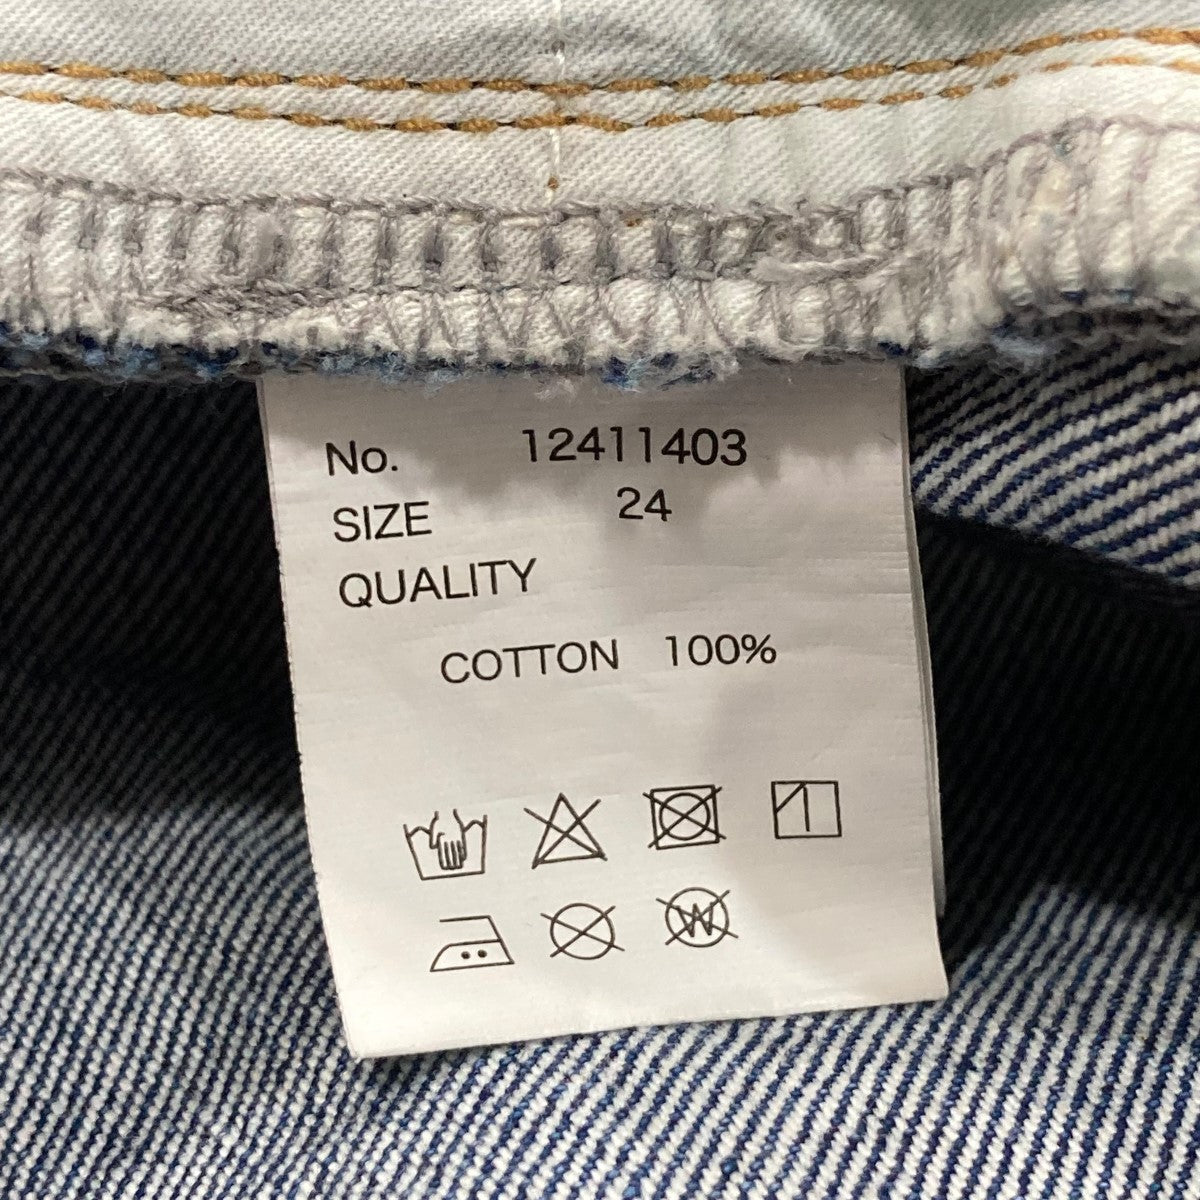 No. 12411403
SIZE 24
QUALITY
COTTON 100%
W